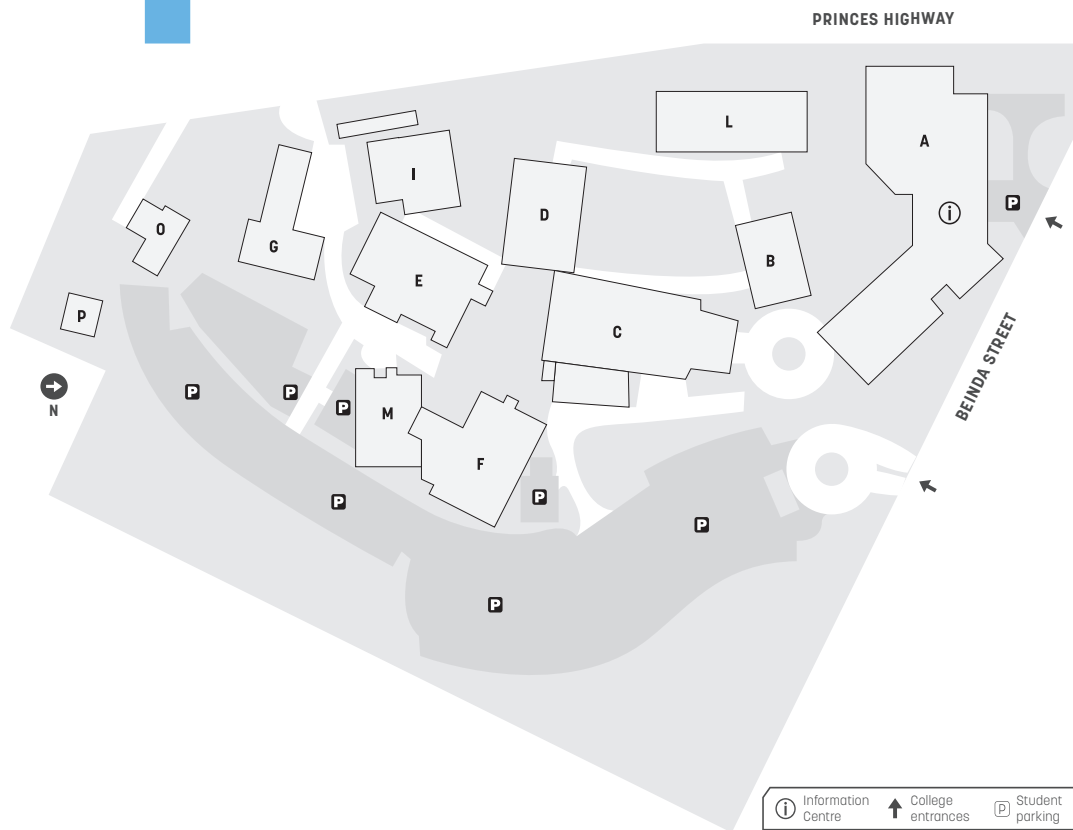 PRINCES HIGHWAY
L
A
I
D
O
G
i
P
B
E
P
C
BEINDA STREET
N
P
P
P
M
F
P
P
P
P
i Information
Centre
College
entrances
P Student
parking